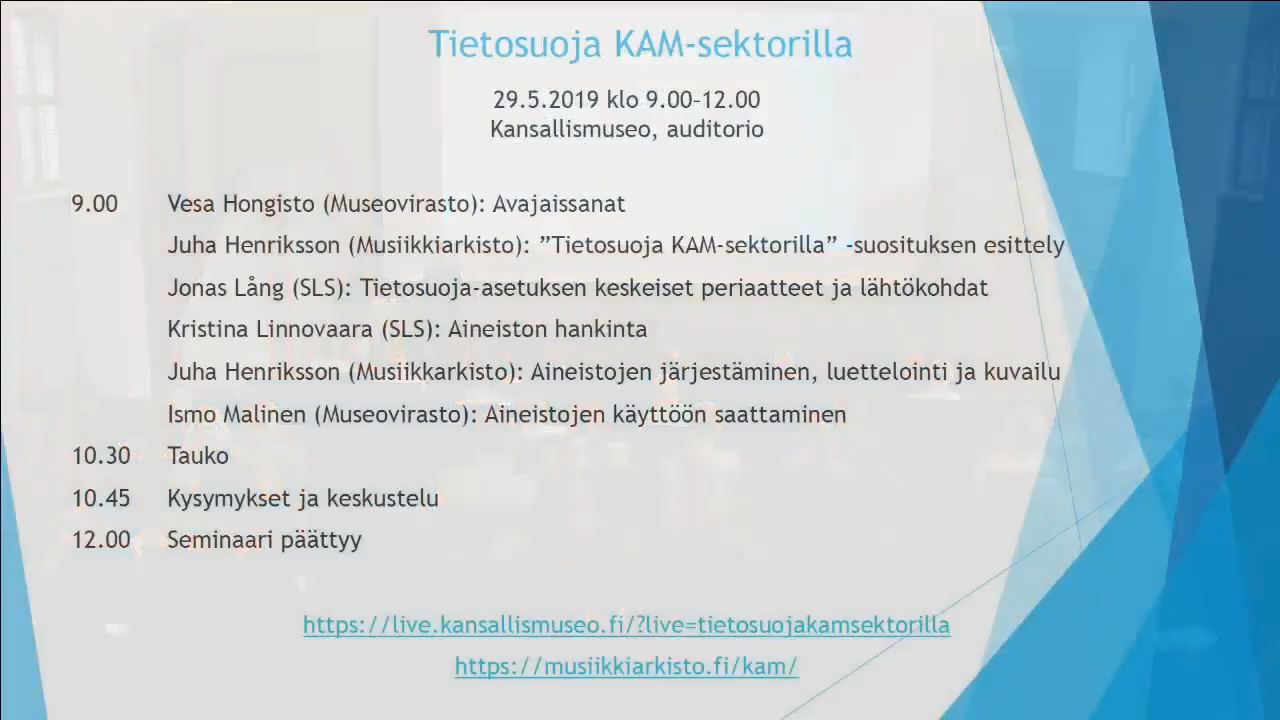 Tietosuoja KAM-sektorilla
29.5.2019 klo 9.00-12.00
Kansallismuseo, auditorio
9.00 Vesa Hongisto (Museovirasto): Avajaissanat
Juha Henriksson (Musiikkiarkisto): ”Tietosuoja KAM-sektorilla” -suosituksen esittely
Jonas Lång (SLS): Tietosuoja-asetuksen keskeiset periaatteet ja lähtökohdat
Kristina Linnovaara (SLS): Aineiston hankinta
Juha Henriksson (Musiikkarkisto): Aineistojen järjestäminen, luettelointi ja kuvailu
Ismo Malinen (Museovirasto): Aineistojen käyttöön saattaminen
10.30 Tauko
10.45 Kysymykset ja keskustelu
12.00 Seminaari päättyy
https://live.kansallismuseo.fi/?live=tietosuojakamsektorilla
https://musiikkiarkisto.fi/kam/